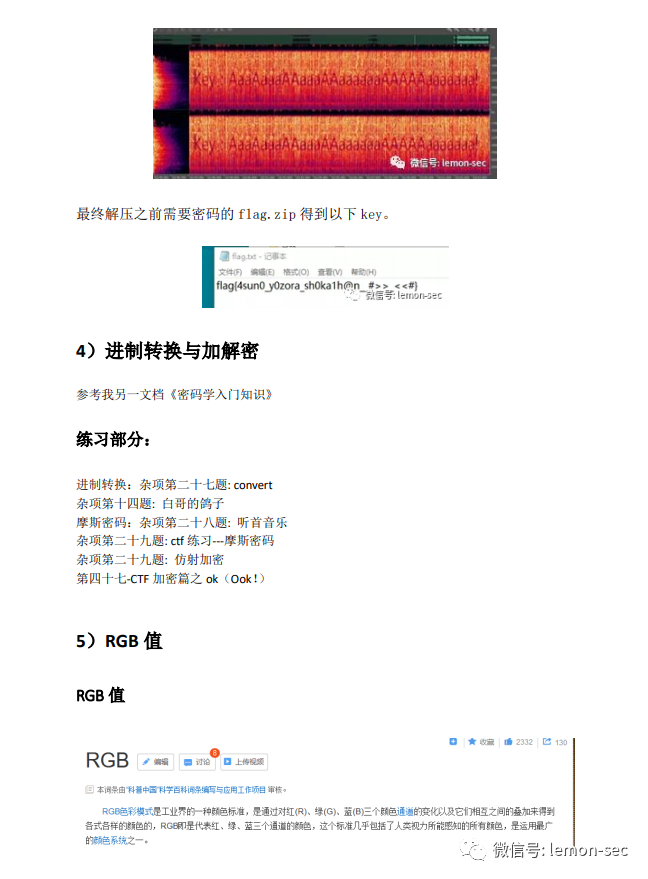 微信号: lemon-sec
最终解压之前需要密码的 flag.zip 得到以下 key。
flag.txt - 记事本
文件(F) 编辑(E) 格式(O) 查看(V) 帮助(H)
flag{4sun0_y0zora_sh0ka1h@n__#>>_<<#}
微信号: lemon-sec
4）进制转换与加解密
参考我另一文档《密码学入门知识》
练习部分：
进制转换：杂项第二十七题: convert
杂项第十四题: 白哥的鸽子
摩斯密码：杂项第二十八题: 听首音乐
杂项第二十九题: ctf 练习---摩斯密码
杂项第二十九题: 仿射加密
第四十七-CTF 加密篇之 ok（Ook！）
5）RGB 值
RGB 值
收藏 2332 130
RGB 编辑 讨论 8 上传视频
本词条由“科普中国”科学百科词条编写与应用工作项目 审核。
RGB色彩模式是工业界的一种颜色标准，是通过对红(R)、绿(G)、蓝(B)三个颜色通道的变化以及它们相互之间的叠加来得到
各式各样的颜色的，RGB即是代表红、绿、蓝三个通道的颜色，这个标准几乎包括了人类视力所能感知的所有颜色，是运用最广
的颜色系统之一。
微信号: lemon-sec